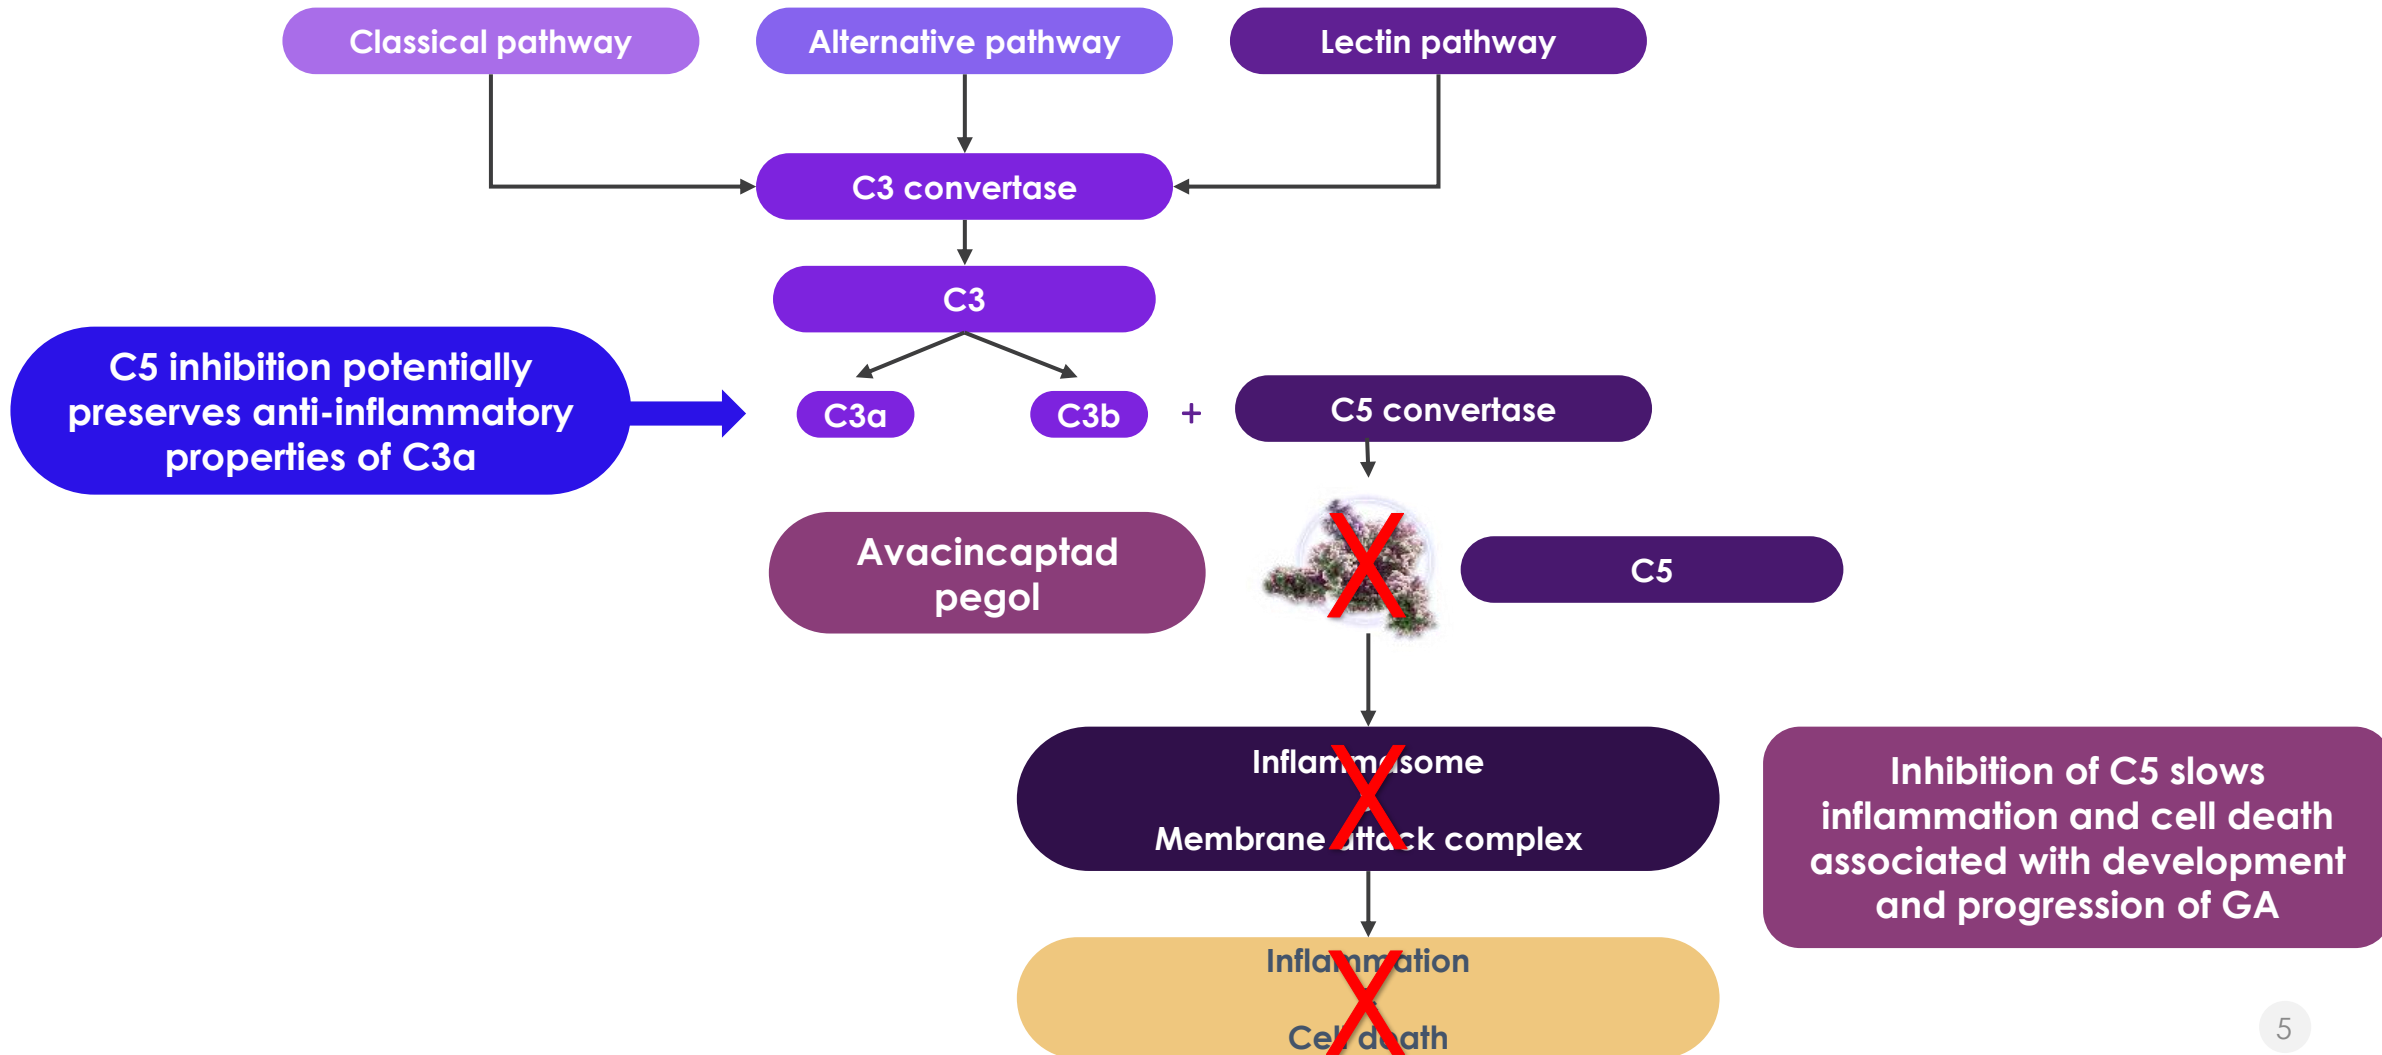 Classical pathway
Alternative pathway
Lectin pathway
C3 convertase
C3
C5 inhibition potentially
preserves anti-inflammatory
properties of C3a
C3a
C3b
+
C5 convertase
Avacincaptad
pegol
X
C5
Inflammasome
Membrane attack complex
X
Inhibition of C5 slows
inflammation and cell death
associated with development
and progression of GA
Inflammation
Cell death
X
5